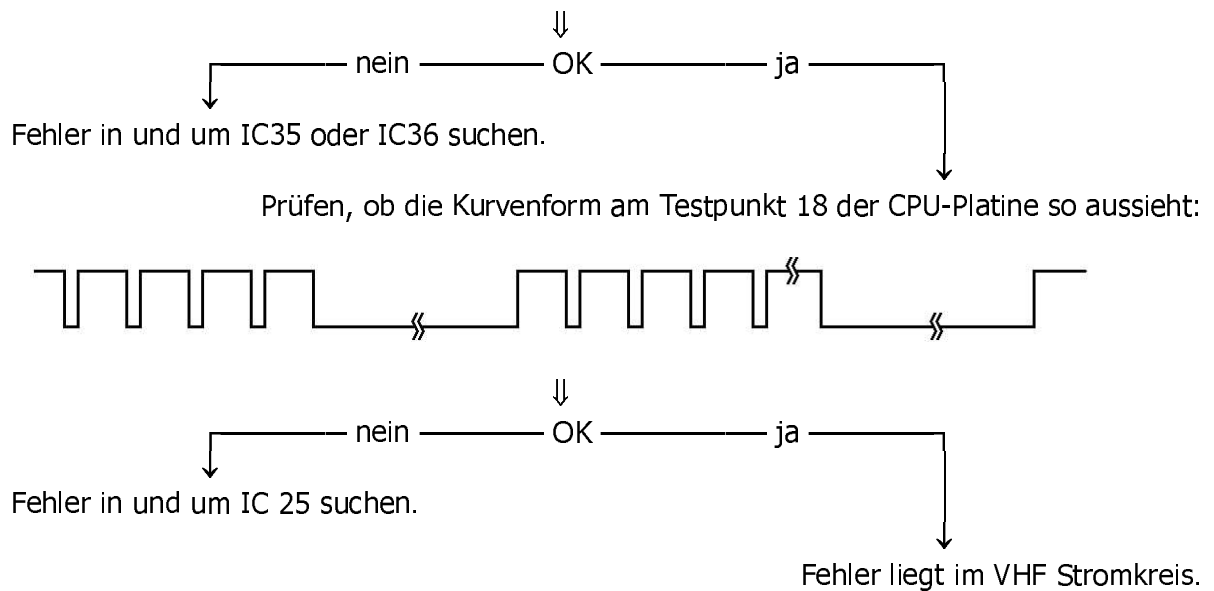 nein OK ja
Fehler in und um IC35 oder IC36 suchen.
Prüfen, ob die Kurvenform am Testpunkt 18 der CPU-Platine so aussieht:
nein OK ja
Fehler in und um IC 25 suchen.
Fehler liegt im VHF Stromkreis.